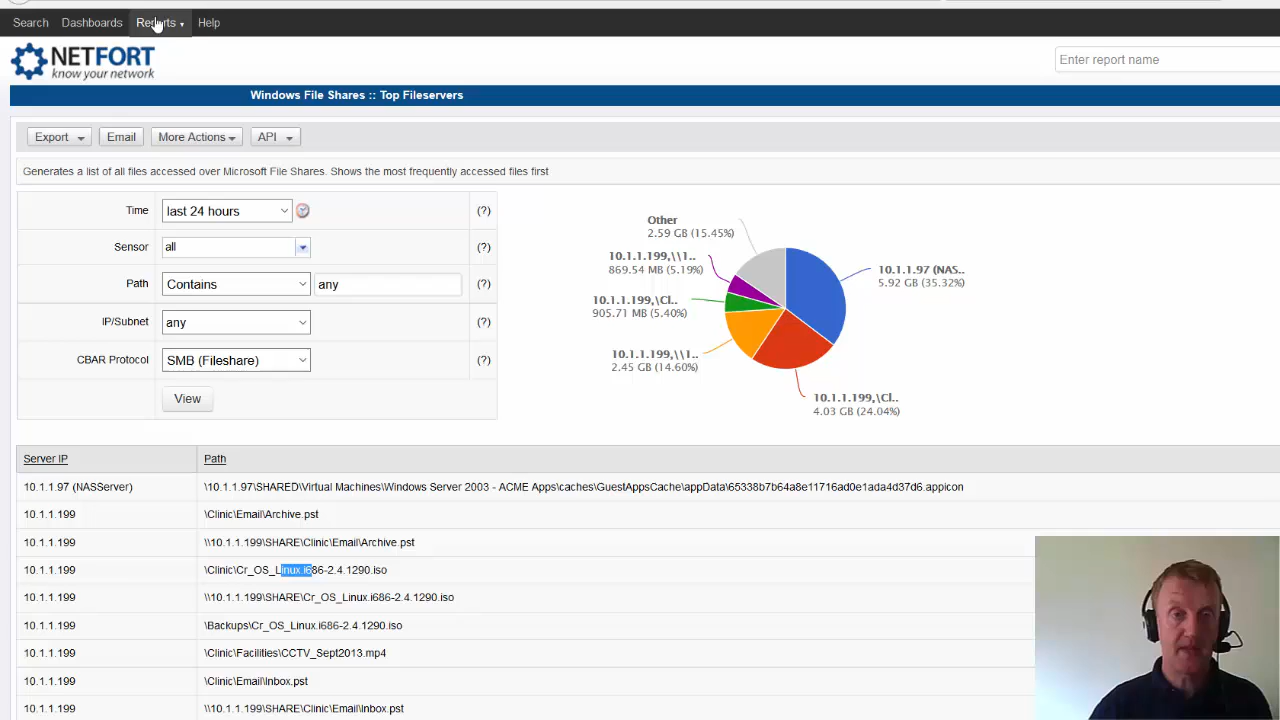 Search Dashboards Reports Help
NETFORT
know your network
Enter report name
Windows File Shares :: Top Fileservers
Export Email More Actions API
Generates a list of all files accessed over Microsoft File Shares. Shows the most frequently accessed files first
Time last 24 hours (?)
Sensor all (?)
Path Contains any (?)
IP/Subnet any (?)
CBAR Protocol SMB (Fileshare) (?)
View
Other
2.59 GB (15.45%)
10.1.1.199,\\1..
869.54 MB (5.19%)
10.1.1.97 (NAS..
5.92 GB (35.32%)
10.1.1.199,\Cl..
905.71 MB (5.40%)
10.1.1.199,\\1..
2.45 GB (14.60%)
10.1.1.199,\Cl..
4.03 GB (24.04%)
Server IP Path
10.1.1.97 (NASServer) \10.1.1.97\SHARED\Virtual Machines\Windows Server 2003 - ACME Apps\caches\GuestAppsCache\appData\65338b7b64a8e11716ad0e1ada4d37d6.appicon
10.1.1.199 \Clinic\Email\Archive.pst
10.1.1.199 \\10.1.1.199\SHARE\Clinic\Email\Archive.pst
10.1.1.199 \Clinic\Cr_OS_Linux.i686-2.4.1290.iso
10.1.1.199 \\10.1.1.199\SHARE\Cr_OS_Linux.i686-2.4.1290.iso
10.1.1.199 \Backups\Cr_OS_Linux.i686-2.4.1290.iso
10.1.1.199 \Clinic\Facilities\CCTV_Sept2013.mp4
10.1.1.199 \Clinic\Email\Inbox.pst
10.1.1.199 \\10.1.1.199\SHARE\Clinic\Email\Inbox.pst